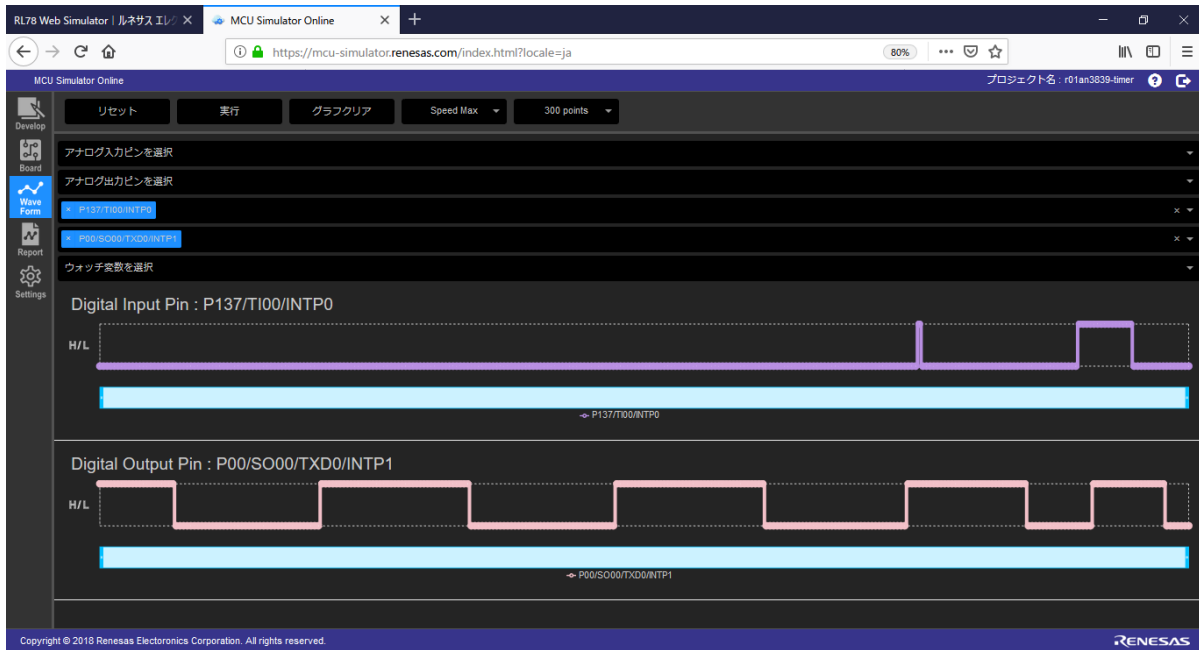 RL78 Web Simulator | ルネサス エレク
MCU Simulator Online
https://mcu-simulator.renesas.com/index.html?locale=ja
80%
MCU Simulator Online
プロジェクト名 : r01an3839-timer
Develop
Board
Wave Form
Report
Settings
リセット 実行 グラフクリア Speed Max 300 points
アナログ入力ピンを選択
アナログ出力ピンを選択
× P137/TI00/INTP0
× P00/SO00/TXD0/INTP1
ウォッチ変数を選択
Digital Input Pin : P137/TI00/INTP0
H/L
P137/TI00/INTP0
Digital Output Pin : P00/SO00/TXD0/INTP1
H/L
P00/SO00/TXD0/INTP1
Copyright © 2018 Renesas Electoronics Corporation. All rights reserved.
RENESAS